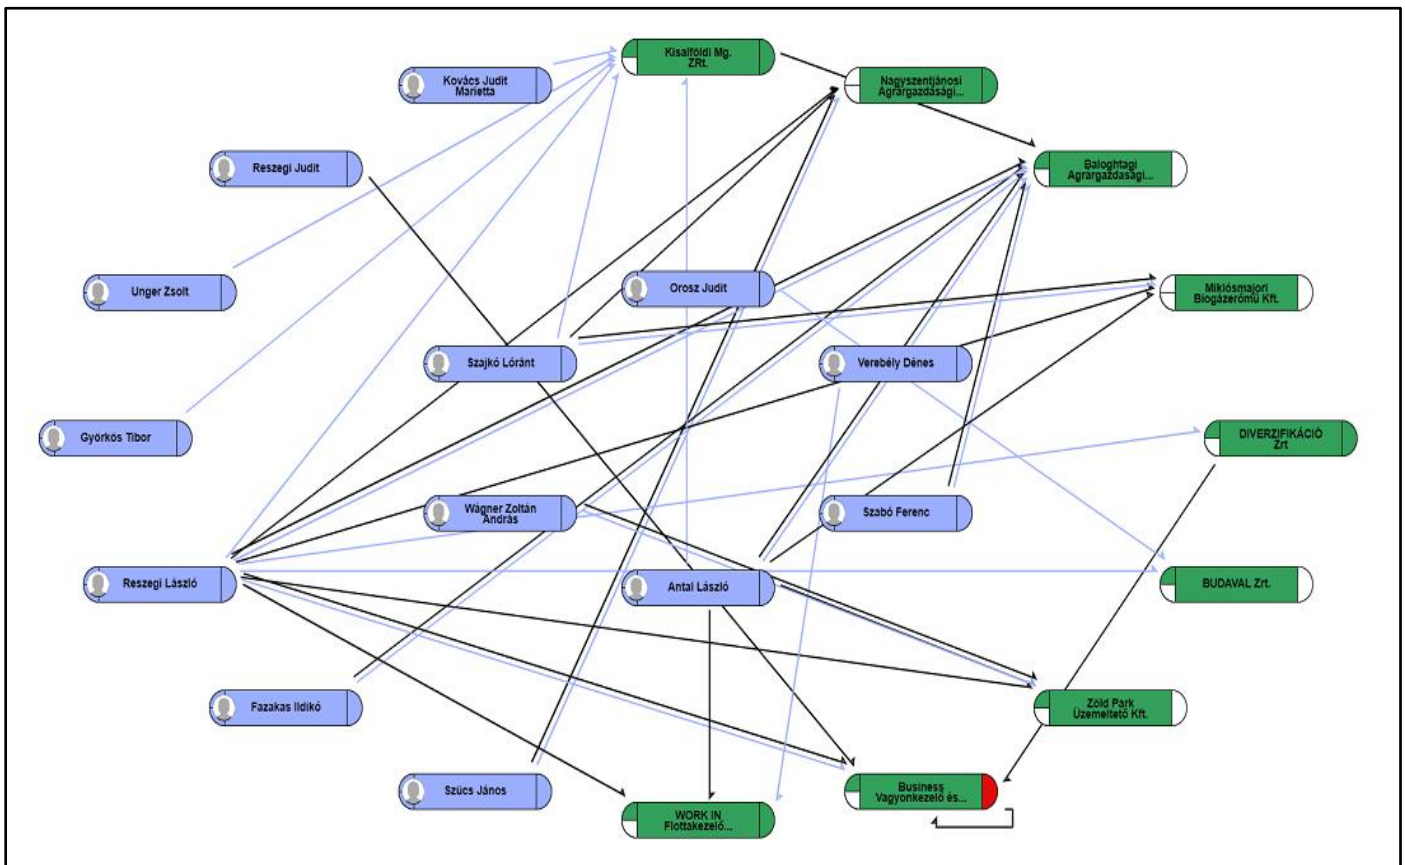 Kisalföldi Mg.
ZRt.
Kovács Judit
Marietta
Nagyszentjánosi
Agrárgazdasági...
Reszegi Judit
Baloghtagi
Agrárgazdasági...
Unger Zsolt
Orosz Judit
Miklósmajori
Biogázerőmű Kft.
Szajkó Lóránt
Verebély Dénes
Györkös Tibor
DIVERZIFIKÁCIÓ
Zrt
Wágner Zoltán
András
Szabó Ferenc
Reszegi László
Antal László
BUDAVAL Zrt.
Fazakas Ildikó
Zöld Park
Üzemeltető Kft.
Szűcs János
Business
Vagyonkezelő és...
WORK IN
Flottakezelő...